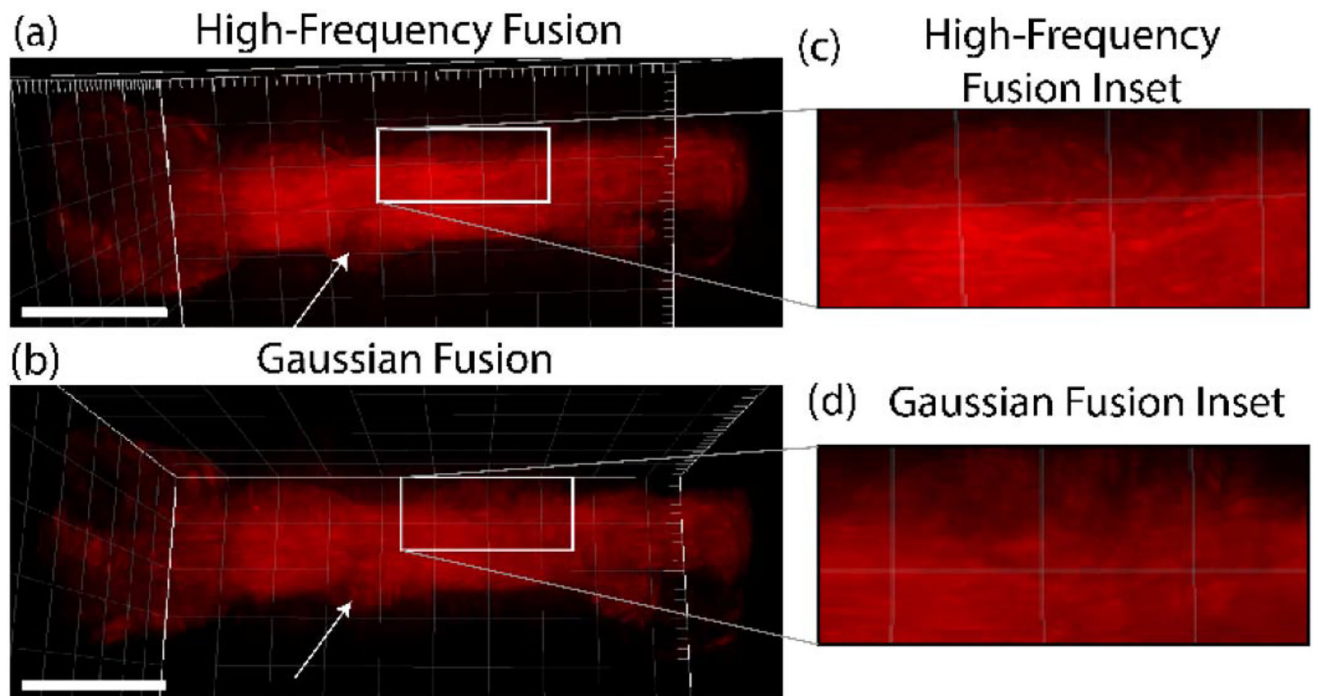 (a) High-Frequency Fusion
(c) High-Frequency
Fusion Inset
(b) Gaussian Fusion
(d) Gaussian Fusion Inset